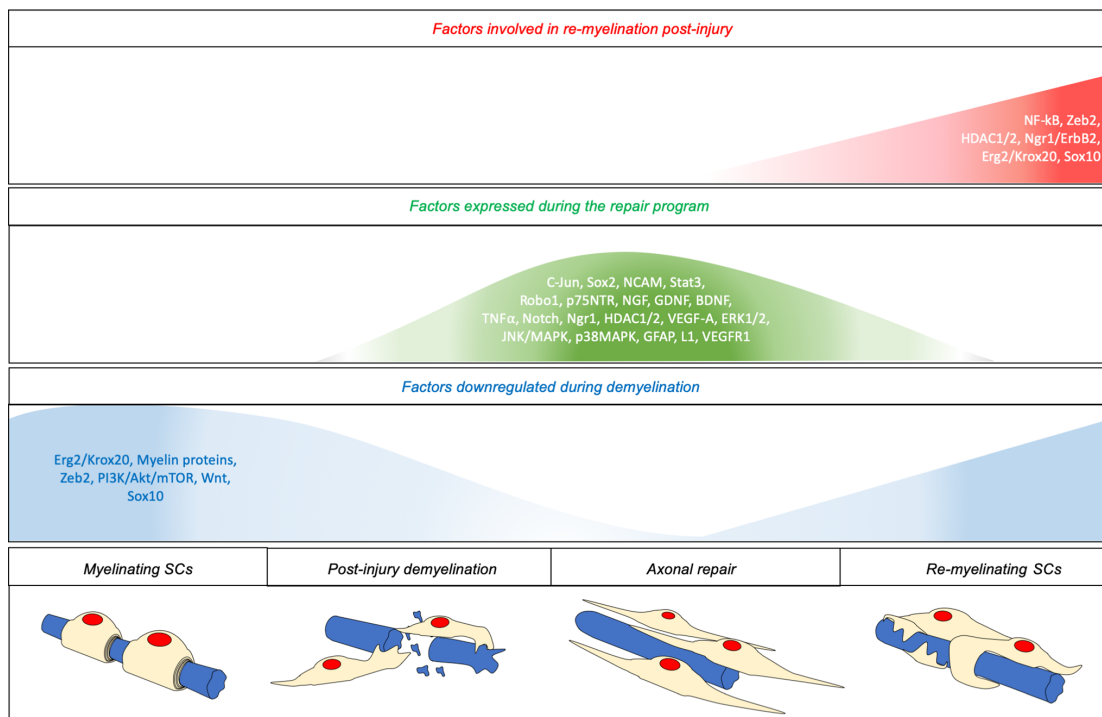 Factors involved in re-myelination post-injury
NF-kB, Zeb2,
HDAC1/2, Ngr1/ErbB2,
Erg2/Krox20, Sox10
Factors expressed during the repair program
C-Jun, Sox2, NCAM, Stat3,
Robo1, p75NTR, NGF, GDNF, BDNF,
TNFα, Notch, Ngr1, HDAC1/2, VEGF-A, ERK1/2,
JNK/MAPK, p38MAPK, GFAP, L1, VEGFR1
Factors downregulated during demyelination
Erg2/Krox20, Myelin proteins,
Zeb2, PI3K/Akt/mTOR, Wnt,
Sox10
Myelinating SCs
Post-injury demyelination
Axonal repair
Re-myelinating SCs